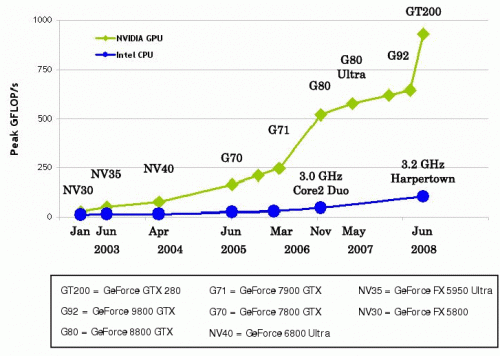 GT200
1000
NVIDIA GPU
Intel CPU
G92
G80
Ultra
750
G80
Peak GFLOP/s
500
G71
G70
250
NV40
NV35
NV30
3.0 GHz
Core2 Duo
3.2 GHz
Harpertown
0
Jan Jun Apr Jun Mar Nov May Jun
2003 2004 2005 2006 2007 2008
GT200 = GeForce GTX 280
G71 = GeForce 7900 GTX
NV35 = GeForce FX 5950 Ultra
G92 = GeForce 9800 GTX
G70 = GeForce 7800 GTX
NV30 = GeForce FX 5800
G80 = GeForce 8800 GTX
NV40 = GeForce 6800 Ultra